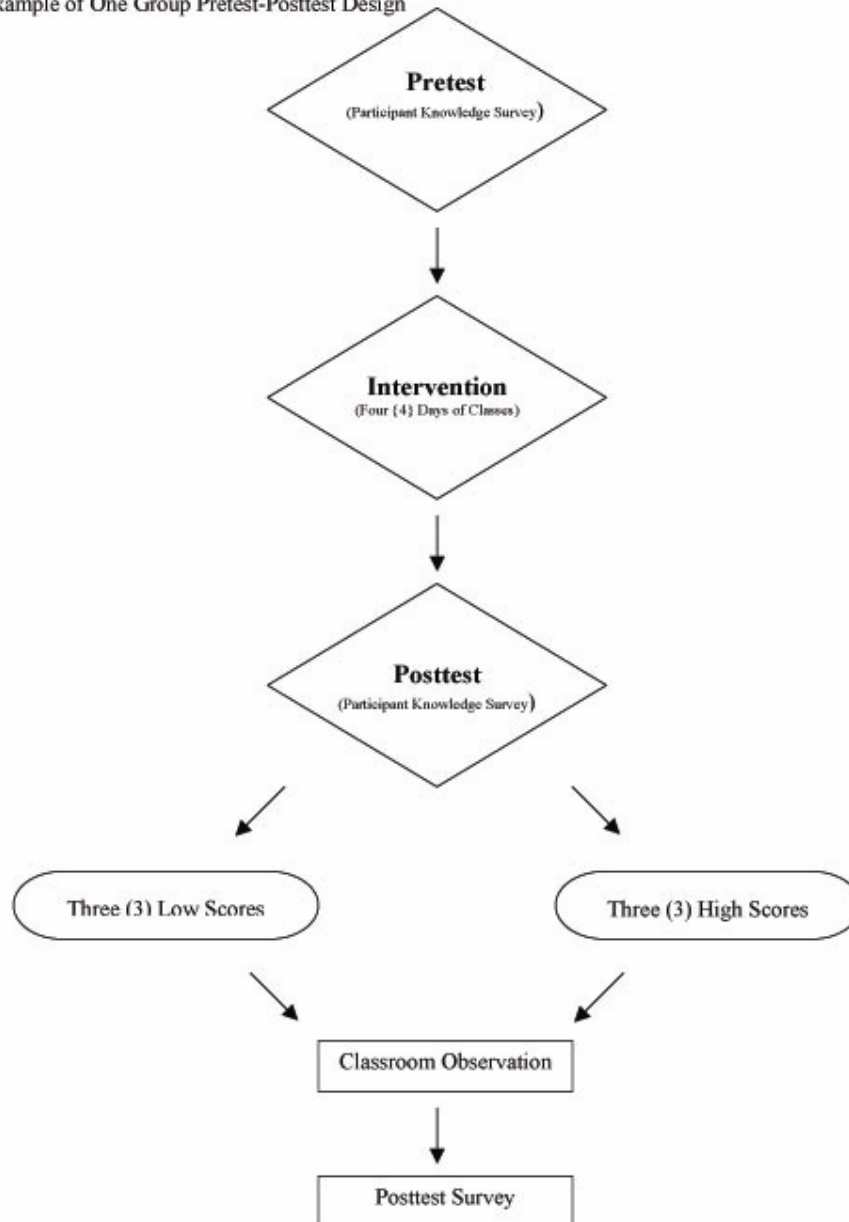 xample of One Group Pretest-Posttest Design
Pretest
(Participant Knowledge Survey)
Intervention
(Four {4} Days of Classes)
Posttest
(Participant Knowledge Survey)
Three (3) Low Scores
Three (3) High Scores
Classroom Observation
Posttest Survey